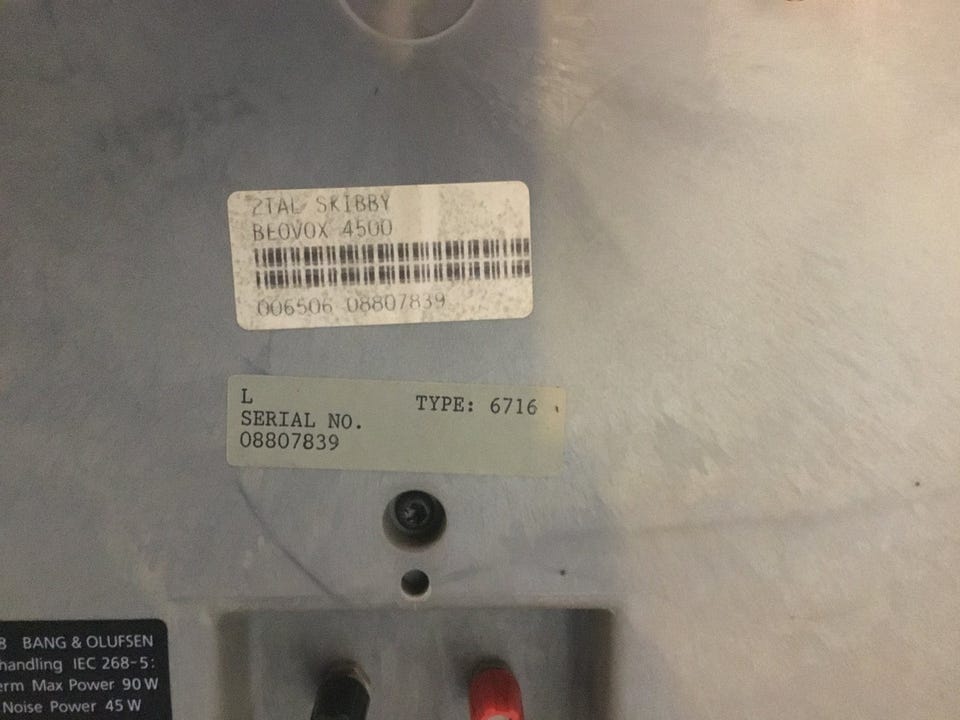 2TAL SKIBBY
BEOVOX 4500
006506 08807839
L TYPE: 6716
SERIAL NO.
08807839
BANG & OLUFSEN
handling IEC 268-5:
Max Power 90 W
Noise Power 45 W